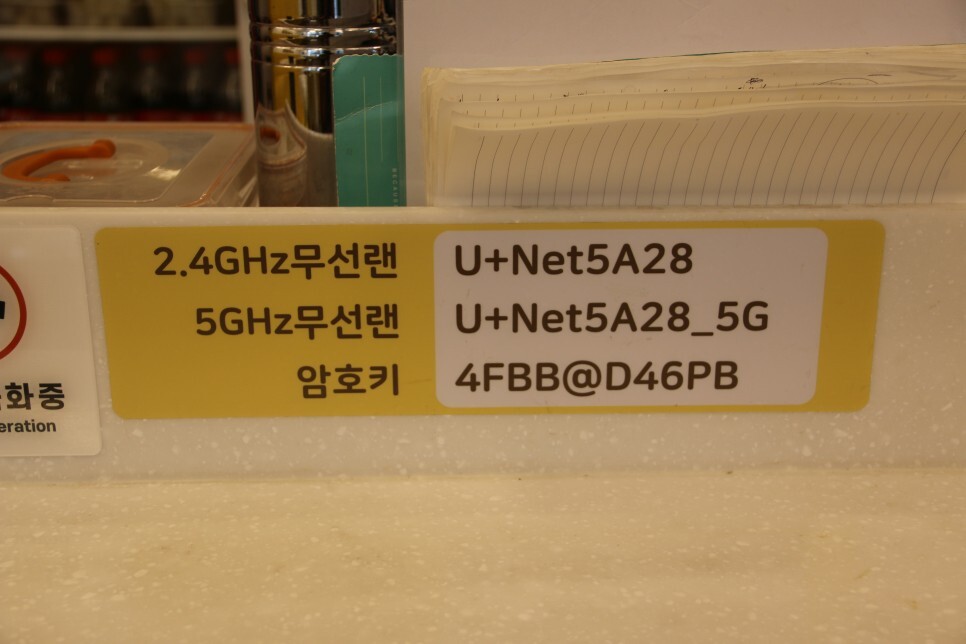 2.4GHz무선랜 U+Net5A28
5GHz무선랜 U+Net5A28_5G
암호키 4FBB@D46PB
화중
eration